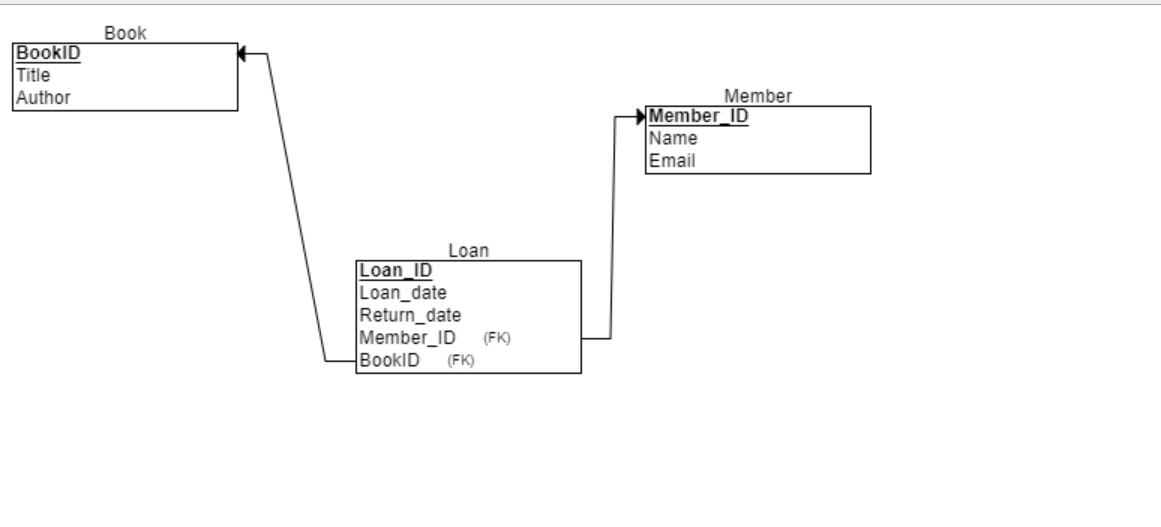 Book
BookID
Title
Author
Member
Member_ID
Name
Email
Loan
Loan_ID
Loan_date
Return_date
Member_ID (FK)
BookID (FK)